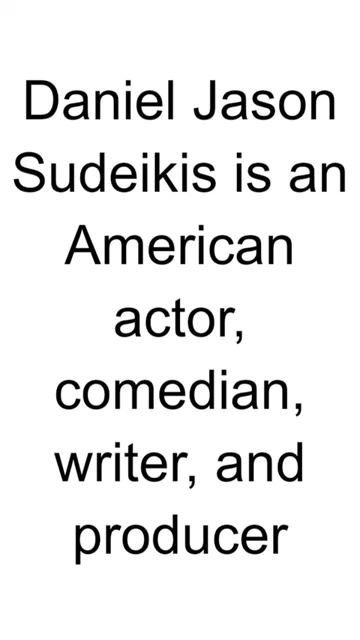 Daniel Jason
Sudeikis is an
American
actor,
comedian,
writer, and
producer